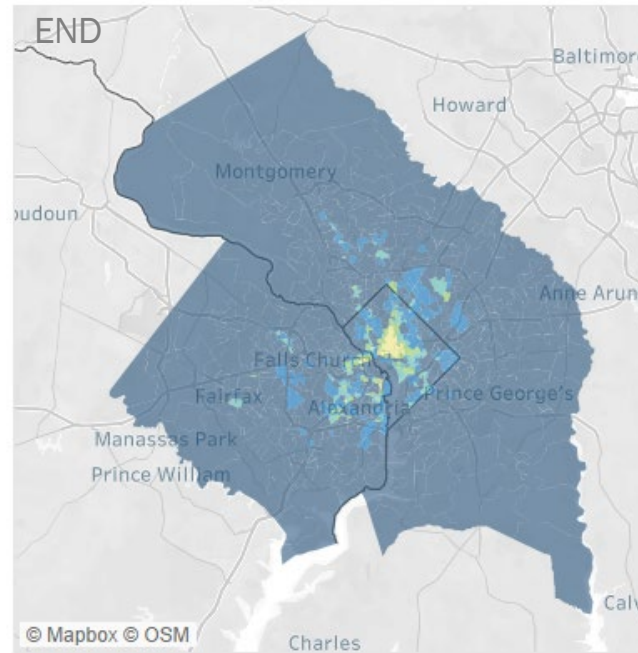 END
Baltimore
Howard
Montgomery
oudoun
Anne Arun
Falls Church
Fairfax
Prince George's
Alexandria
Manassas Park
Prince William
© Mapbox © OSM
Charles
Calv